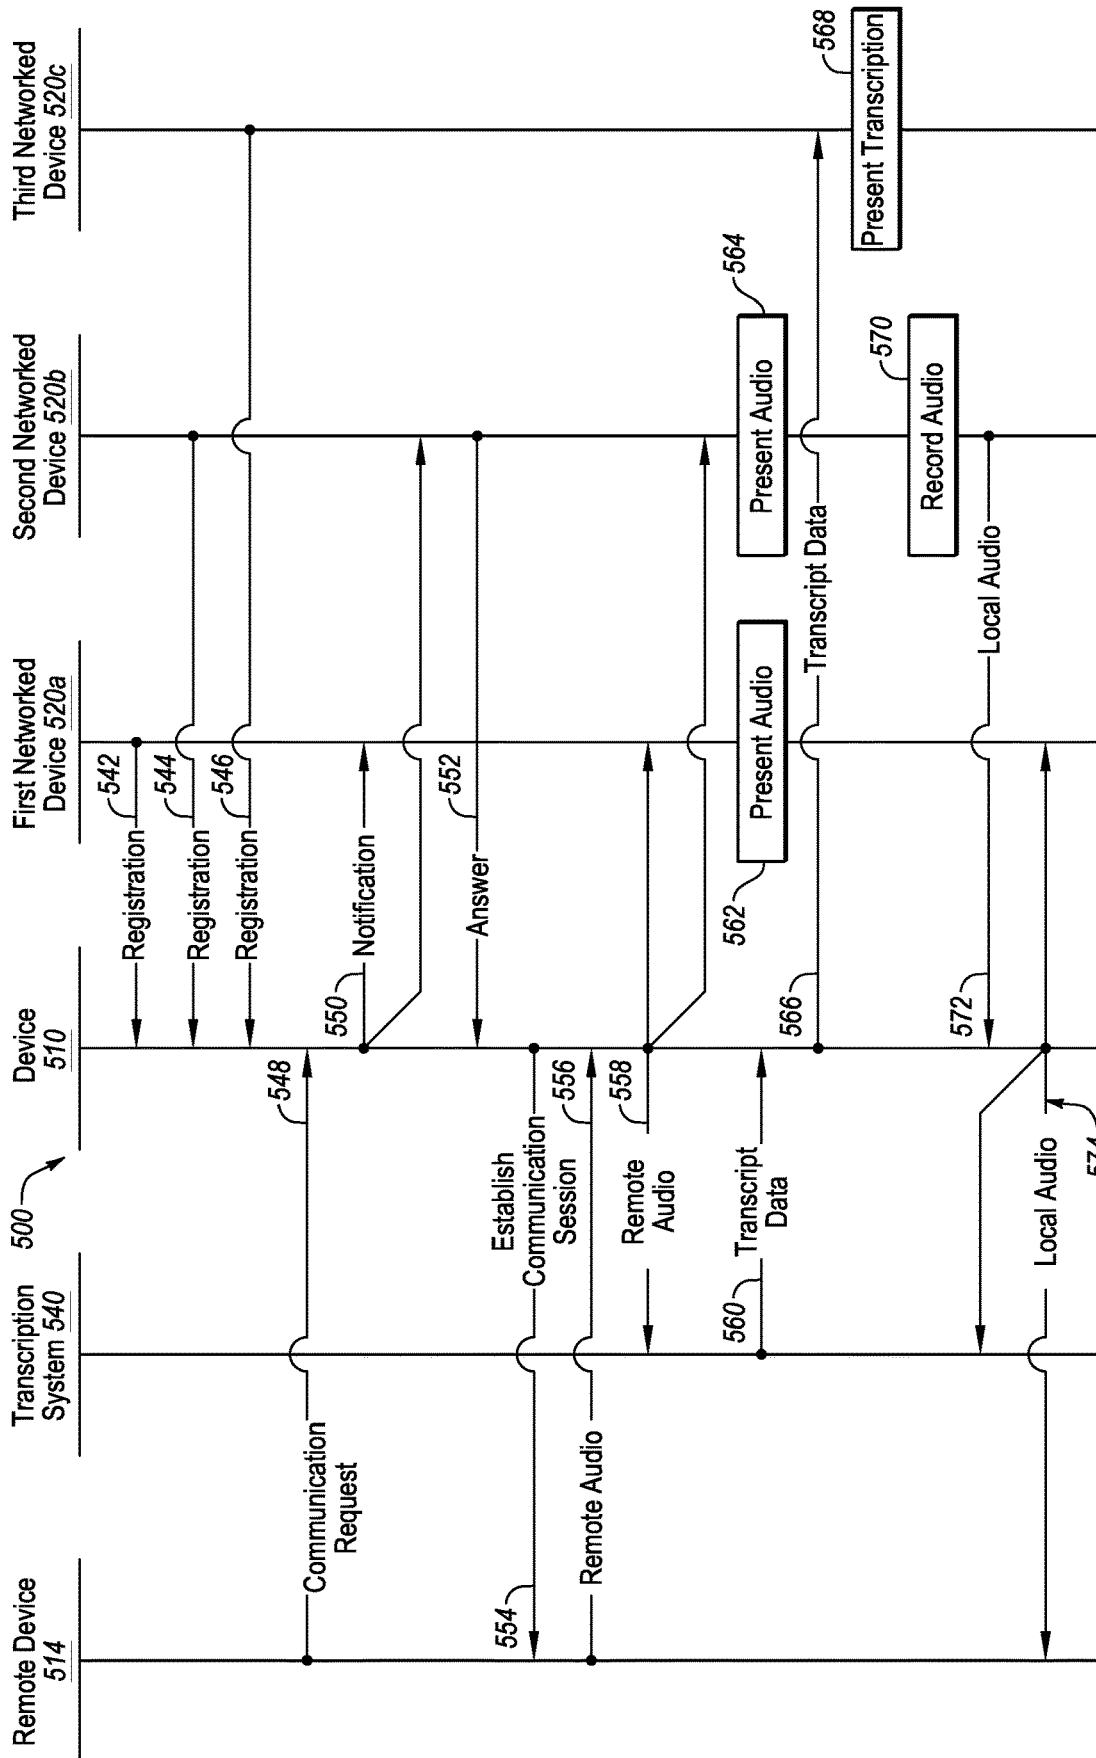 Remote Device
514
Transcription
System 540
500
Device
510
First Networked
Device 520a
Second Networked
Device 520b
Third Networked
Device 520c
542
Registration
544
Registration
546
Registration
548
Communication
Request
550
Notification
552
Answer
554
Establish
Communication
Session
556
Remote Audio
558
Remote
Audio
560
Transcript
Data
562
Present Audio
564
Present Audio
566
Transcript Data
568
Present Transcription
570
Record Audio
572
Local Audio
574
Local Audio